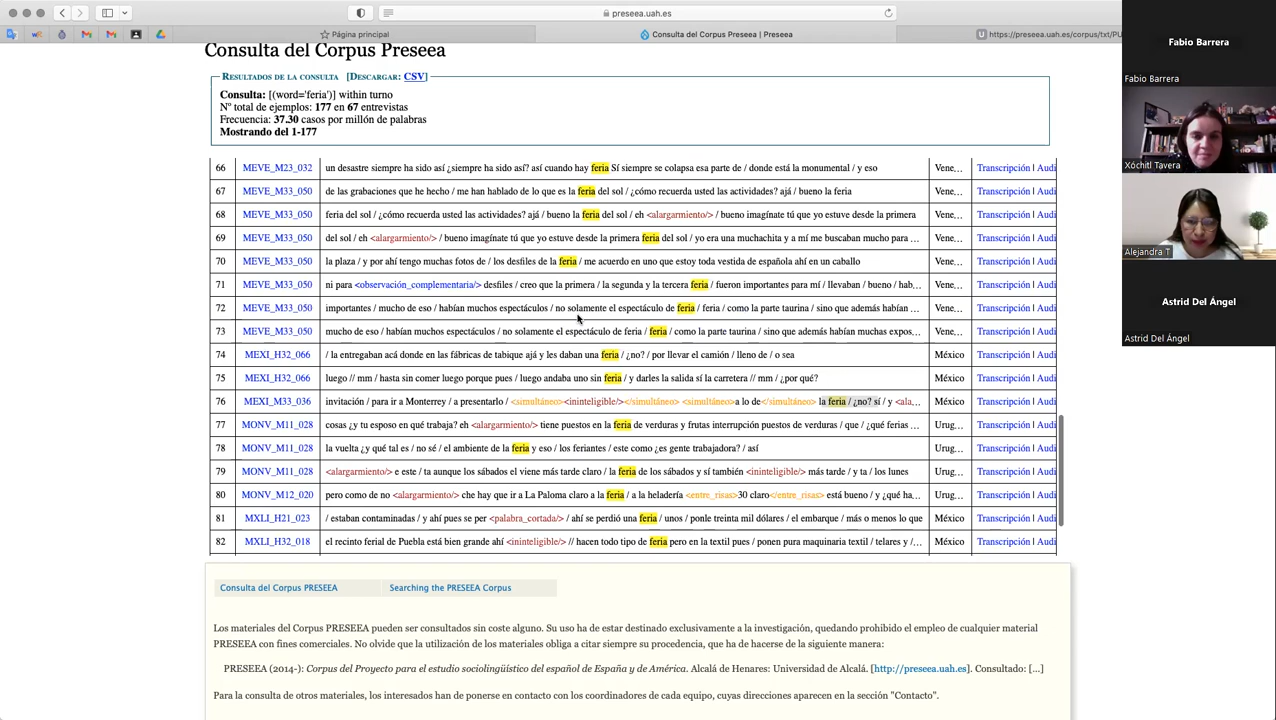 preseea.uah.es
Página principal
Consulta del Corpus Preseea | Preseea
https://preseea.uah.es/corpus/txt/PU
Consulta del Corpus Preseea
Resultados de la consulta [Descargar: CSV]
Consulta: [(word='feria')] within turno
Nº total de ejemplos: 177 en 67 entrevistas
Frecuencia: 37.30 casos por millón de palabras
Mostrando del 1-177
66 MEVE_M23_032 un desastre siempre ha sido así ¿siempre ha sido así? así cuando hay feria Sí siempre se colapsa esa parte de / donde está la monumental / y eso Vene... Transcripción | Audi
67 MEVE_M33_050 de las grabaciones que he hecho / me han hablado de lo que es la feria del sol / ¿cómo recuerda usted las actividades? ajá / bueno la feria Vene... Transcripción | Audi
68 MEVE_M33_050 feria del sol / ¿cómo recuerda usted las actividades? ajá / bueno la feria del sol / eh <alargamiento/> / bueno imagínate tú que yo estuve desde la primera Vene... Transcripción | Audi
69 MEVE_M33_050 del sol / eh <alargarmiento/> / bueno imagínate tú que yo estuve desde la primera feria del sol / yo era una muchachita y a mí me buscaban mucho para ... Vene... Transcripción | Audi
70 MEVE_M33_050 la plaza / y por ahí tengo muchas fotos de / los desfiles de la feria / me acuerdo en uno que estoy toda vestida de española ahí en un caballo Vene... Transcripción | Audi
71 MEVE_M33_050 ni para <observación_complementaria/> desfiles / creo que la primera / la segunda y la tercera feria / fueron importantes para mí / llevaban / bueno / hab... Vene... Transcripción | Audi
72 MEVE_M33_050 importantes / mucho de eso / habían muchos espectáculos / no solamente el espectáculo de feria / feria / como la parte taurina / sino que además habían ... Vene... Transcripción | Audi
73 MEVE_M33_050 mucho de eso / habían muchos espectáculos / no solamente el espectáculo de feria / feria / como la parte taurina / sino que además habían muchas expos... Vene... Transcripción | Audi
74 MEXI_H32_066 / la entregaban acá donde en las fábricas de tabique ajá y les daban una feria / ¿no? / por llevar el camión / lleno de / o sea México Transcripción | Audi
75 MEXI_H32_066 luego // mm / hasta sin comer luego porque pues / luego andaba uno sin feria / y darles la salida sí la carretera // mm / ¿por qué? México Transcripción | Audi
76 MEXI_M33_036 invitación / para ir a Monterrey / a presentarlo / <simultáneo><ininteligible/></simultáneo> <simultáneo>a lo de</simultáneo> la feria / ¿no? sí / y <ala... México Transcripción | Audi
77 MONV_M11_028 cosas ¿y tu esposo en qué trabaja? eh <alargarmiento/> tiene puestos en la feria de verduras y frutas interrupción puestos de verduras / que / ¿qué ferias ... Urug... Transcripción | Audi
78 MONV_M11_028 la vuelta ¿y qué tal es / no sé / el ambiente de la feria y eso / los feriantes / este como ¿es gente trabajadora? / así Urug... Transcripción | Audi
79 MONV_M11_028 <alargarmiento/> e este / ta aunque los sábados el viene más tarde claro / la feria de los sábados y sí también <ininteligible/> más tarde / y ta / los lunes Urug... Transcripción | Audi
80 MONV_M12_020 pero como de no <alargarmiento/> che hay que ir a La Paloma claro a la feria / a la heladería <entre_risas>30 claro</entre_risas> está bueno / y ¿qué ha... Urug... Transcripción | Audi
81 MXLI_H21_023 / estaban contaminadas / y ahí pues se per <palabra_cortada/> / ahí se perdió una feria / unos / ponle treinta mil dólares / el embarque / más o menos lo que México Transcripción | Audi
82 MXLI_H32_018 el recinto ferial de Puebla está bien grande ahí <ininteligible/> // hacen todo tipo de feria pero en la textil pues / ponen pura maquinaria textil / telares y /... México Transcripción | Audi
Consulta del Corpus PRESEEA
Searching the PRESEEA Corpus
Los materiales del Corpus PRESEEA pueden ser consultados sin coste alguno. Su uso ha de estar destinado exclusivamente a la investigación, quedando prohibido el empleo de cualquier material
PRESEEA con fines comerciales. No olvide que la utilización de los materiales obliga a citar siempre su procedencia, que ha de hacerse de la siguiente manera:
PRESEEA (2014-): Corpus del Proyecto para el estudio sociolingüístico del español de España y de América. Alcalá de Henares: Universidad de Alcalá. [http://preseea.uah.es]. Consultado: [...]
Para la consulta de otros materiales, los interesados han de ponerse en contacto con los coordinadores de cada equipo, cuyas direcciones aparecen en la sección "Contacto".
Fabio Barrera
Fabio Barrera
Xóchitl Tavera
Alejandra T
Astrid Del Ángel
Astrid Del Ángel